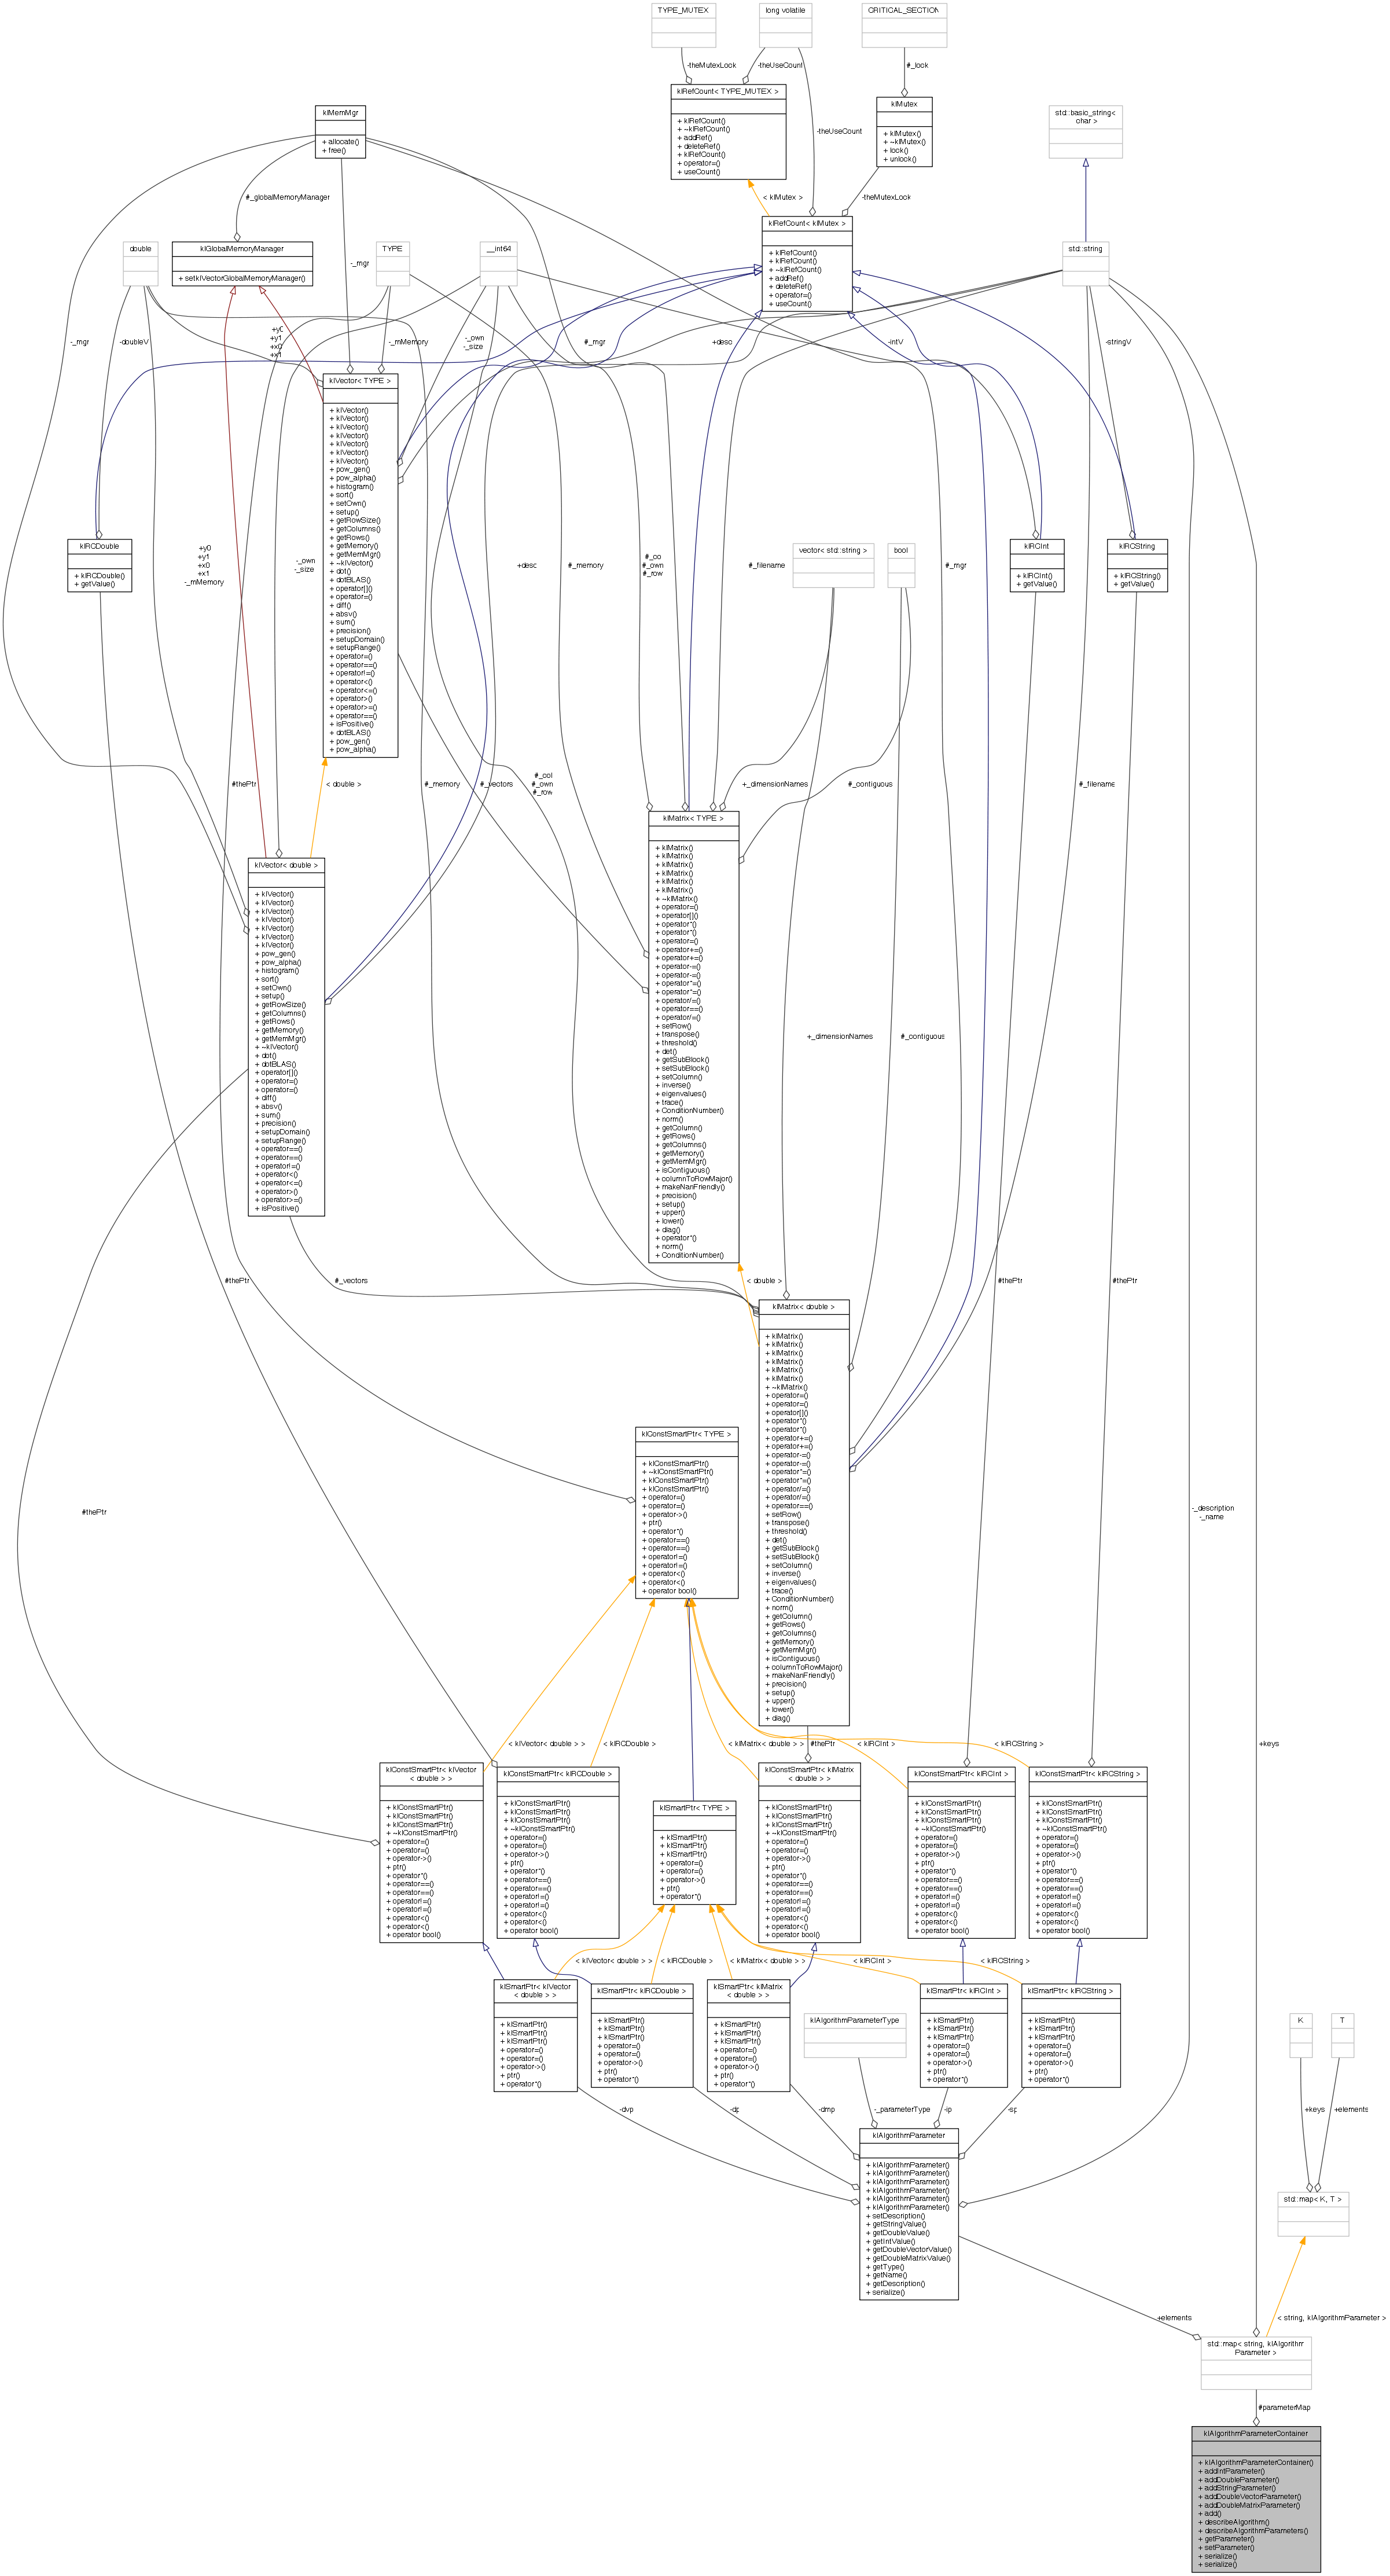 TYPE_MUTEX
long volatile
CRITICAL_SECTION
-theMutexLock
-theUseCount
#_lock
klRefCount< TYPE_MUTEX >
+ klRefCount()
+ ~klRefCount()
+ addRef()
+ deleteRef()
+ klRefCount()
+ operator=()
+ useCount()
klMutex
+ klMutex()
+ ~klMutex()
+ lock()
+ unlock()
klMemMgr
+ allocate()
+ free()
std::basic_string<
char >
-theUseCount
< klMutex >
-theMutexLock
#_globalMemoryManager
klRefCount< klMutex >
+ klRefCount()
+ klRefCount()
+ ~klRefCount()
+ addRef()
+ deleteRef()
+ operator=()
+ useCount()
double
klGlobalMemoryManager
+ setklVectorGlobalMemoryManager()
TYPE
__int64
std::string
-_mgr
-_mgr
-doubleV
+y0
+y1
+x0
+x1
-_mMemory
-_own
-_size
#_mgr
+desc
-intV
-stringV
klVector< TYPE >
+ klVector()
+ klVector()
+ klVector()
+ klVector()
+ klVector()
+ klVector()
+ klVector()
+ pow_gen()
+ pow_alpha()
+ histogram()
+ sort()
+ setOwn()
+ setup()
+ getRowSize()
+ getColumns()
+ getRows()
+ getMemory()
+ getMemMgr()
+ ~klVector()
+ dot()
+ dotBLAS()
+ operator[]()
+ operator=()
+ diff()
+ absv()
+ sum()
+ precision()
+ setupDomain()
+ setupRange()
+ operator=()
+ operator==()
+ operator!=()
+ operator<()
+ operator<=()
+ operator>()
+ operator>=()
+ operator==()
+ isPositive()
+ dotBLAS()
+ pow_gen()
+ pow_alpha()
klRCDouble
+ klRCDouble()
+ getValue()
+y0
+y1
+x0
+x1
-_mMemory
-_own
-_size
+desc
#_memory
#_co
#_own
#_row
#_filename
vector< std::string >
bool
#_mgr
klRCInt
+ klRCInt()
+ getValue()
klRCString
+ klRCString()
+ getValue()
#thePtr
< double >
#_memory
#_vectors
#_col
#_own
#_row
+_dimensionNames
#_contiguous
#_filename
klMatrix< TYPE >
+ klMatrix()
+ klMatrix()
+ klMatrix()
+ klMatrix()
+ klMatrix()
+ klMatrix()
+ ~klMatrix()
+ operator=()
+ operator[]()
+ operator*()
+ operator*()
+ operator=()
+ operator+=()
+ operator+=()
+ operator-=()
+ operator-=()
+ operator*=()
+ operator*=()
+ operator/=()
+ operator==()
+ operator/=()
+ setRow()
+ transpose()
+ threshold()
+ det()
+ getSubBlock()
+ setSubBlock()
+ setColumn()
+ inverse()
+ eigenvalues()
+ trace()
+ ConditionNumber()
+ norm()
+ getColumn()
+ getRows()
+ getColumns()
+ getMemory()
+ getMemMgr()
+ isContiguous()
+ columnToRowMajor()
+ makeNanFriendly()
+ precision()
+ setup()
+ upper()
+ lower()
+ diag()
+ operator*()
+ norm()
+ ConditionNumber()
klVector< double >
+ klVector()
+ klVector()
+ klVector()
+ klVector()
+ klVector()
+ klVector()
+ klVector()
+ pow_gen()
+ pow_alpha()
+ histogram()
+ sort()
+ setOwn()
+ setup()
+ getRowSize()
+ getColumns()
+ getRows()
+ getMemory()
+ getMemMgr()
+ ~klVector()
+ dot()
+ dotBLAS()
+ operator[]()
+ operator=()
+ operator=()
+ diff()
+ absv()
+ sum()
+ precision()
+ setupDomain()
+ setupRange()
+ operator==()
+ operator==()
+ operator!=()
+ operator<()
+ operator<=()
+ operator>()
+ operator>=()
+ isPositive()
+_dimensionNames
#_contiguous
#thePtr
#_vectors
< double >
#thePtr
#thePtr
klMatrix< double >
+ klMatrix()
+ klMatrix()
+ klMatrix()
+ klMatrix()
+ klMatrix()
+ klMatrix()
+ ~klMatrix()
+ operator=()
+ operator=()
+ operator[]()
+ operator*()
+ operator*()
+ operator+=()
+ operator+=()
+ operator-=()
+ operator-=()
+ operator*=()
+ operator*=()
+ operator/=()
+ operator/=()
+ operator==()
+ setRow()
+ transpose()
+ threshold()
+ det()
+ getSubBlock()
+ setSubBlock()
+ setColumn()
+ inverse()
+ eigenvalues()
+ trace()
+ ConditionNumber()
+ norm()
+ getColumn()
+ getRows()
+ getColumns()
+ getMemory()
+ getMemMgr()
+ isContiguous()
+ columnToRowMajor()
+ makeNanFriendly()
+ precision()
+ setup()
+ upper()
+ lower()
+ diag()
klConstSmartPtr< TYPE >
+ klConstSmartPtr()
+ ~klConstSmartPtr()
+ klConstSmartPtr()
+ klConstSmartPtr()
+ operator=()
+ operator=()
+ operator->()
+ ptr()
+ operator*()
+ operator==()
+ operator==()
+ operator!=()
+ operator!=()
+ operator<()
+ operator<()
+ operator bool()
#thePtr
-_description
-_name
+keys
< klVector< double > >
< klRCDouble >
< klMatrix< double > >
#thePtr
< klRCInt >
< klRCString >
klConstSmartPtr< klVector
< double > >
+ klConstSmartPtr()
+ klConstSmartPtr()
+ klConstSmartPtr()
+ ~klConstSmartPtr()
+ operator=()
+ operator=()
+ operator->()
+ ptr()
+ operator*()
+ operator==()
+ operator==()
+ operator!=()
+ operator!=()
+ operator<()
+ operator<()
+ operator bool()
klConstSmartPtr< klRCDouble >
+ klConstSmartPtr()
+ klConstSmartPtr()
+ klConstSmartPtr()
+ ~klConstSmartPtr()
+ operator=()
+ operator=()
+ operator->()
+ ptr()
+ operator*()
+ operator==()
+ operator==()
+ operator!=()
+ operator!=()
+ operator<()
+ operator<()
+ operator bool()
klSmartPtr< TYPE >
+ klSmartPtr()
+ klSmartPtr()
+ klSmartPtr()
+ operator=()
+ operator=()
+ operator->()
+ ptr()
+ operator*()
klConstSmartPtr< klMatrix
< double > >
+ klConstSmartPtr()
+ klConstSmartPtr()
+ klConstSmartPtr()
+ ~klConstSmartPtr()
+ operator=()
+ operator=()
+ operator->()
+ ptr()
+ operator*()
+ operator==()
+ operator==()
+ operator!=()
+ operator!=()
+ operator<()
+ operator<()
+ operator bool()
klConstSmartPtr< klRCInt >
+ klConstSmartPtr()
+ klConstSmartPtr()
+ klConstSmartPtr()
+ ~klConstSmartPtr()
+ operator=()
+ operator=()
+ operator->()
+ ptr()
+ operator*()
+ operator==()
+ operator==()
+ operator!=()
+ operator!=()
+ operator<()
+ operator<()
+ operator bool()
klConstSmartPtr< klRCString >
+ klConstSmartPtr()
+ klConstSmartPtr()
+ klConstSmartPtr()
+ ~klConstSmartPtr()
+ operator=()
+ operator=()
+ operator->()
+ ptr()
+ operator*()
+ operator==()
+ operator==()
+ operator!=()
+ operator!=()
+ operator<()
+ operator<()
+ operator bool()
< klVector< double > >
< klRCDouble >
< klMatrix< double > >
< klRCInt >
< klRCString >
klSmartPtr< klVector
< double > >
+ klSmartPtr()
+ klSmartPtr()
+ klSmartPtr()
+ operator=()
+ operator=()
+ operator->()
+ ptr()
+ operator*()
klSmartPtr< klRCDouble >
+ klSmartPtr()
+ klSmartPtr()
+ klSmartPtr()
+ operator=()
+ operator=()
+ operator->()
+ ptr()
+ operator*()
klSmartPtr< klMatrix
< double > >
+ klSmartPtr()
+ klSmartPtr()
+ klSmartPtr()
+ operator=()
+ operator=()
+ operator->()
+ ptr()
+ operator*()
klAlgorithmParameterType
klSmartPtr< klRCInt >
+ klSmartPtr()
+ klSmartPtr()
+ klSmartPtr()
+ operator=()
+ operator=()
+ operator->()
+ ptr()
+ operator*()
klSmartPtr< klRCString >
+ klSmartPtr()
+ klSmartPtr()
+ klSmartPtr()
+ operator=()
+ operator=()
+ operator->()
+ ptr()
+ operator*()
K
T
-dvp
-dp
-dmp
-_parameterType
-ip
-sp
+keys
+elements
klAlgorithmParameter
+ klAlgorithmParameter()
+ klAlgorithmParameter()
+ klAlgorithmParameter()
+ klAlgorithmParameter()
+ klAlgorithmParameter()
+ klAlgorithmParameter()
+ setDescription()
+ getStringValue()
+ getDoubleValue()
+ getIntValue()
+ getDoubleVectorValue()
+ getDoubleMatrixValue()
+ getType()
+ getName()
+ getDescription()
+ serialize()
std::map< K, T >
+elements
< string, klAlgorithmParameter >
std::map< string, klAlgorithm
Parameter >
#parameterMap
klAlgorithmParameterContainer
+ klAlgorithmParameterContainer()
+ addIntParameter()
+ addDoubleParameter()
+ addStringParameter()
+ addDoubleVectorParameter()
+ addDoubleMatrixParameter()
+ add()
+ describeAlgorithm()
+ describeAlgorithmParameters()
+ getParameter()
+ setParameter()
+ serialize()
+ serialize()